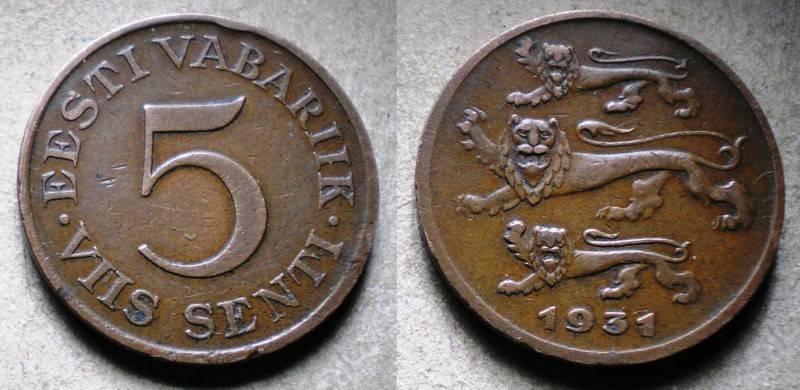 · EESTI VABARIIK ·
5
VIIS SENTI
1931